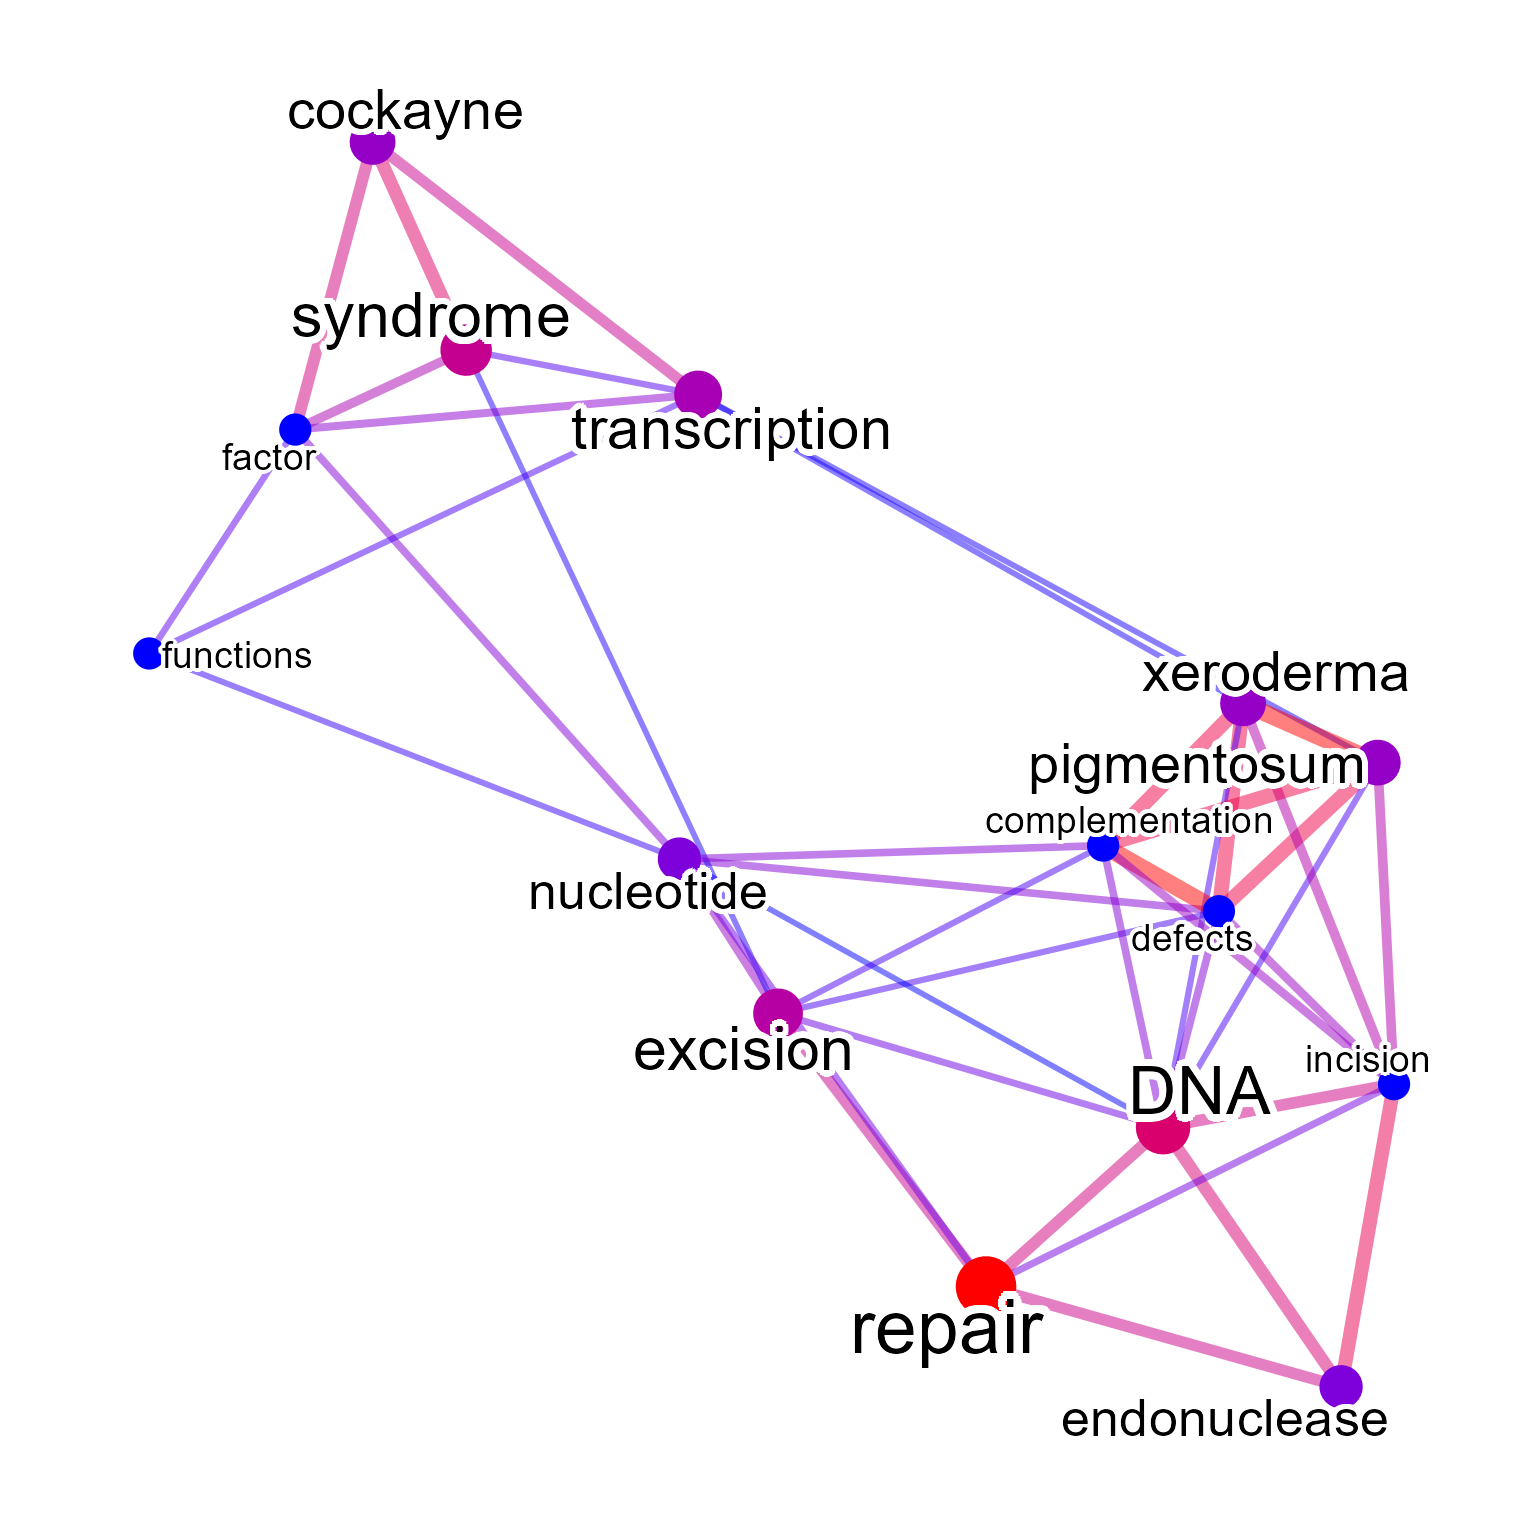 cockayne
syndrome
transcription
factor
functions
xeroderma
pigmentosum
complementation
nucleotide
defects
excision
incision
DNA
repair
endonuclease